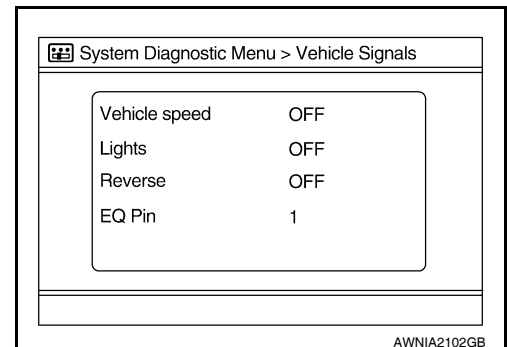 System Diagnostic Menu > Vehicle Signals
Vehicle speed OFF
Lights OFF
Reverse OFF
EQ Pin 1
AWNIA2102GB